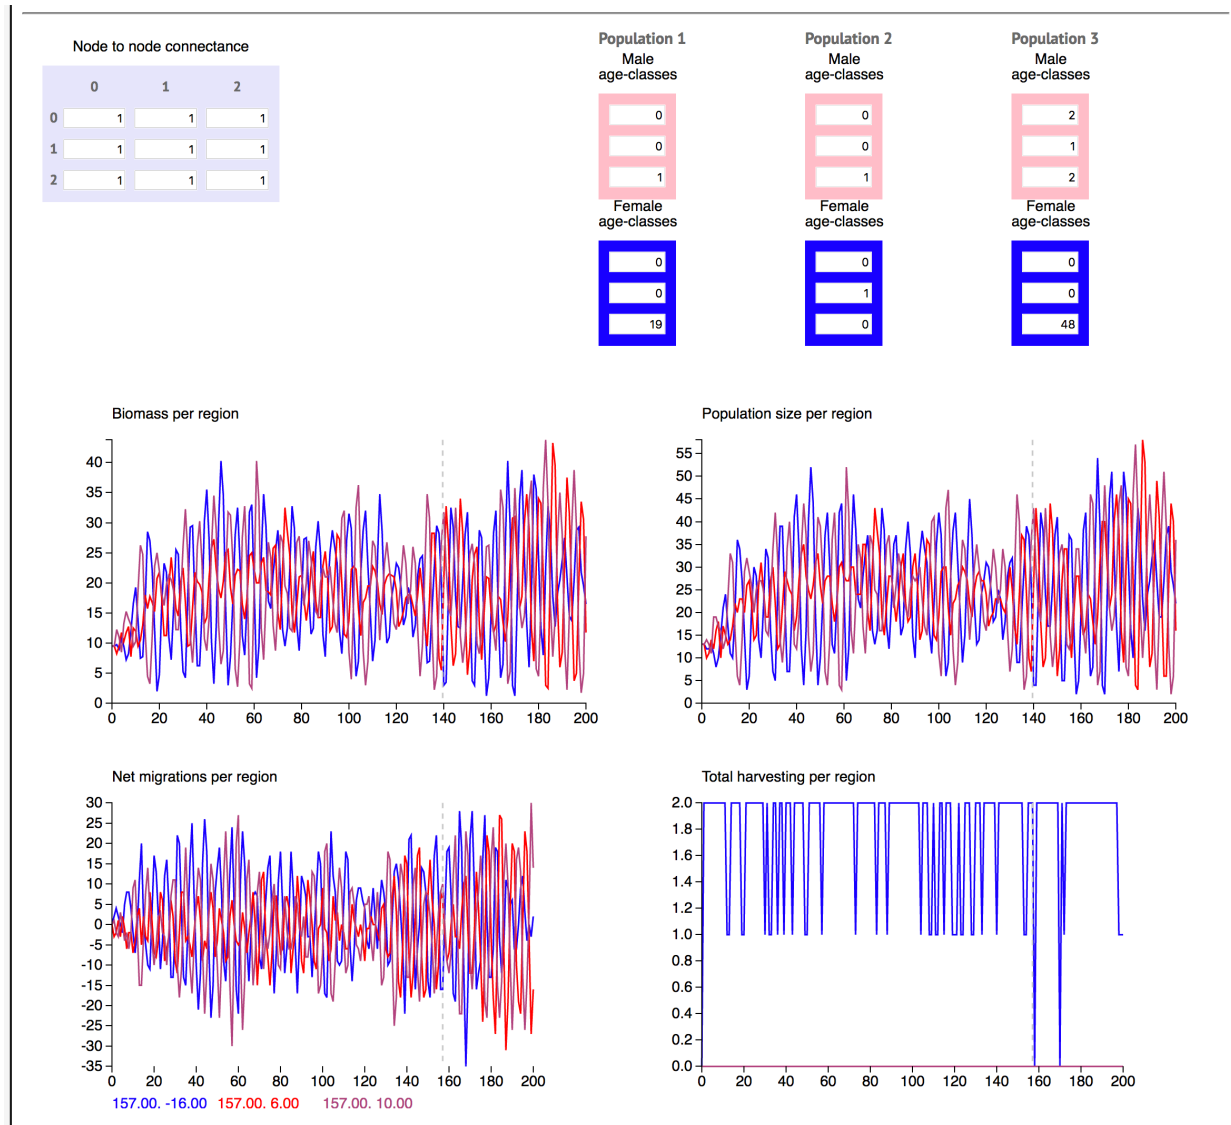 Node to node connectance
0 1 2
0 1 1 1
1 1 1 1
2 1 1 1
Population 1 Population 2 Population 3
Male Male Male
age-classes age-classes age-classes
0 0 2
0 0 1
1 1 2
Female Female Female
age-classes age-classes age-classes
0 0 0
0 1 0
19 0 48
Biomass per region
40
35
30
25
20
15
10
5
0
0 20 40 60 80 100 120 140 160 180 200
Population size per region
55
50
45
40
35
30
25
20
15
10
5
0
0 20 40 60 80 100 120 140 160 180 200
Net migrations per region
30
25
20
15
10
5
0
-5
-10
-15
-20
-25
-30
-35
0 20 40 60 80 100 120 140 160 180 200
157.00. -16.00 157.00. 6.00 157.00. 10.00
Total harvesting per region
2.0
1.8
1.6
1.4
1.2
1.0
0.8
0.6
0.4
0.2
0.0
0 20 40 60 80 100 120 140 160 180 200